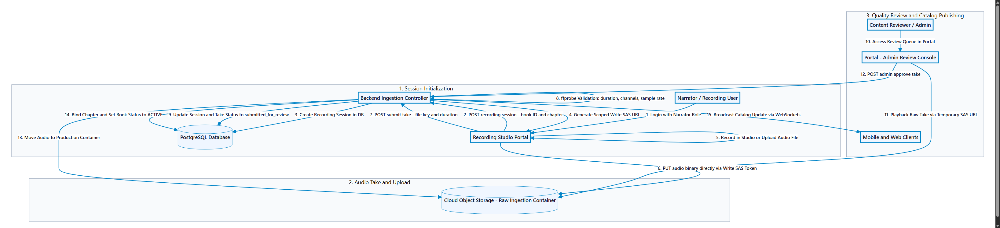 3. Quality Review and Catalog Publishing
Content Reviewer / Admin
10. Access Review Queue in Portal
Portal - Admin Review Console
12. POST admin approve take
1. Session Initialization
Backend Ingestion Controller
8. ffprobe Validation: duration, channels, sample rate
Narrator / Recording User
14. Bind Chapter and Set Book Status to ACTIVE
9. Update Session and Take Status to submitted_for_review
3. Create Recording Session in DB
7. POST submit take - file key and duration
2. POST recording session - book ID and chapter
4. Generate Scoped Write SAS URL
1. Login with Narrator Role
15. Broadcast Catalog Update via WebSockets
11. Playback Raw Take via Temporary SAS URL
13. Move Audio to Production Container
PostgreSQL Database
Recording Studio Portal
5. Record in Studio or Upload Audio File
Mobile and Web Clients
6. PUT audio binary directly via Write SAS Token
2. Audio Take and Upload
Cloud Object Storage - Raw Ingestion Container